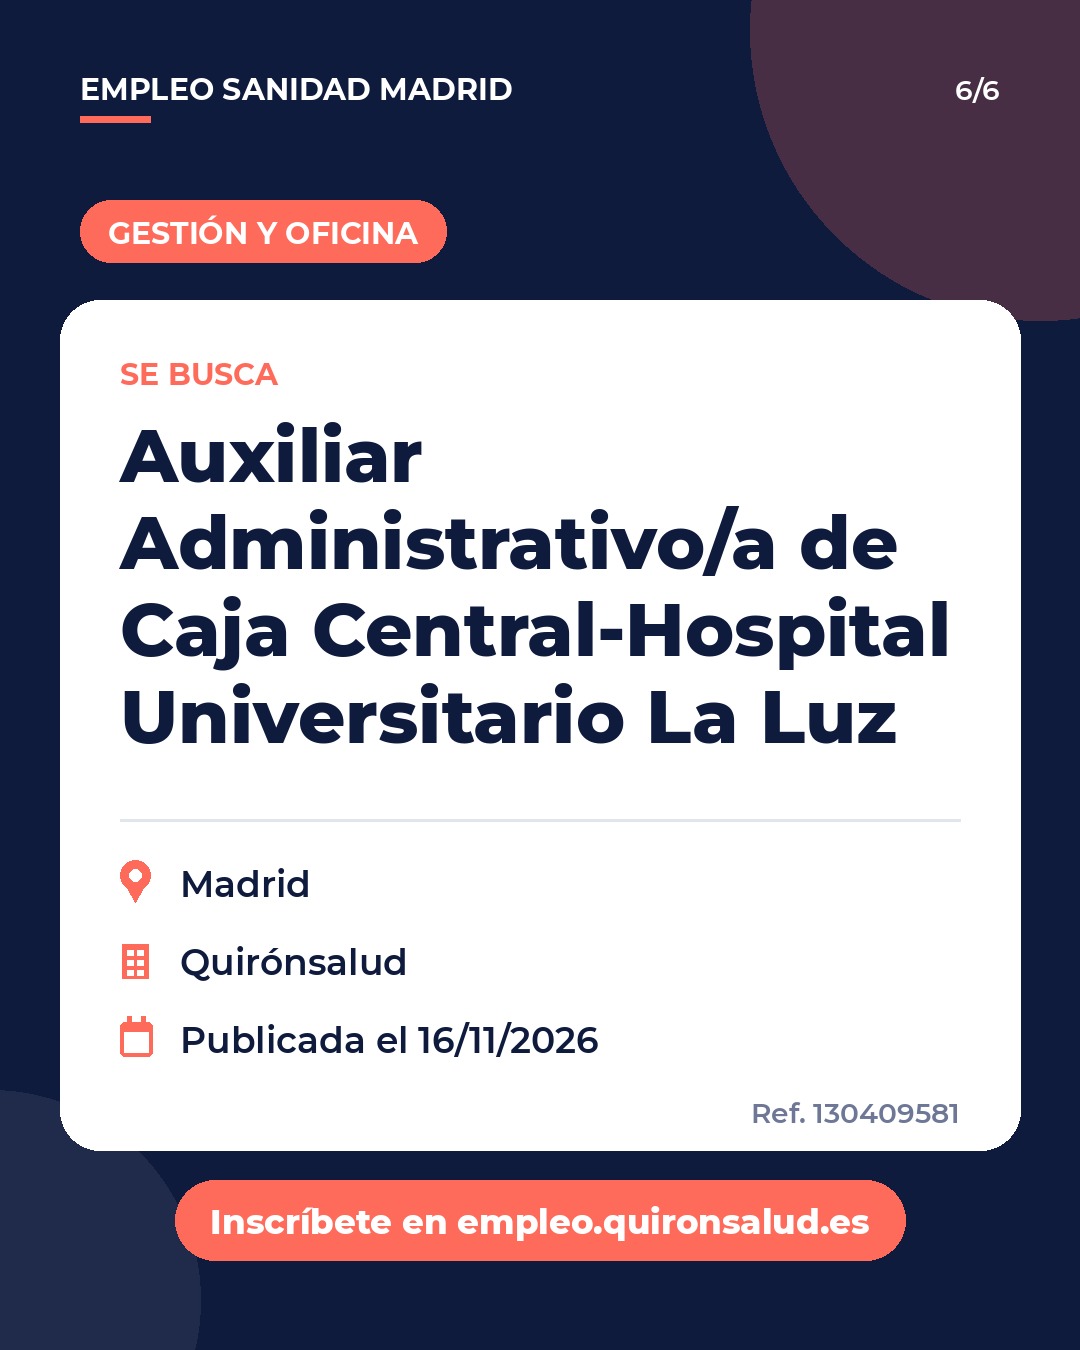 EMPLEO SANIDAD MADRID
6/6
GESTIÓN Y OFICINA
SE BUSCA
Auxiliar
Administrativo/a de
Caja Central-Hospital
Universitario La Luz
Madrid
Quirónsalud
Publicada el 16/11/2026
Ref. 130409581
Inscríbete en empleo.quironsalud.es